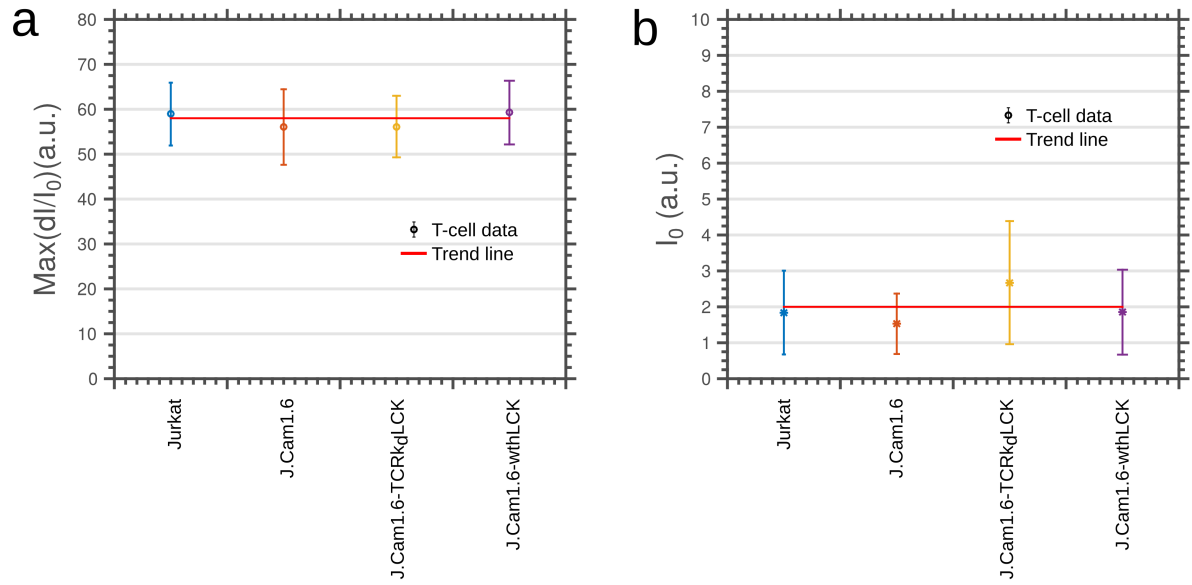 a
Max(dI/I0)(a.u.)
80
70
60
50
40
30
20
10
0
T-cell data
Trend line
Jurkat
J.Cam1.6
J.Cam1.6-TCRkdLCK
J.Cam1.6-wthLCK
b
I0 (a.u.)
10
9
8
7
6
5
4
3
2
1
0
T-cell data
Trend line
Jurkat
J.Cam1.6
J.Cam1.6-TCRkdLCK
J.Cam1.6-wthLCK